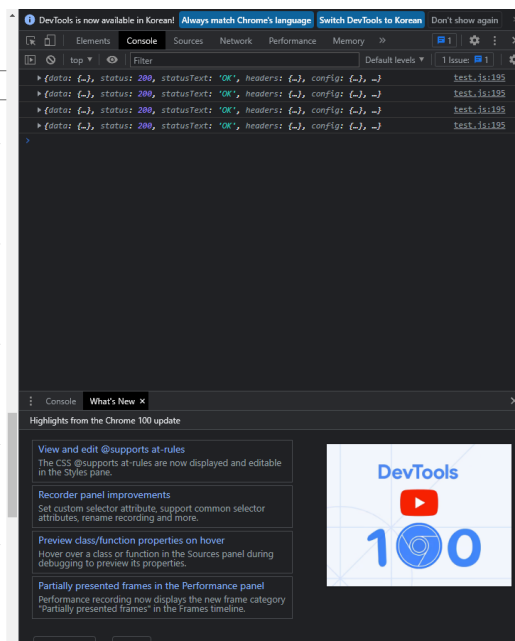 DevTools is now available in Korean! Always match Chrome's language Switch DevTools to Korean Don't show again
Elements Console Sources Network Performance Memory » 1
top ▼ Filter Default levels ▼ 1 Issue: 1
▶ {data: {…}, status: 200, statusText: 'OK', headers: {…}, config: {…}, …} test.js:195
▶ {data: {…}, status: 200, statusText: 'OK', headers: {…}, config: {…}, …} test.js:195
▶ {data: {…}, status: 200, statusText: 'OK', headers: {…}, config: {…}, …} test.js:195
▶ {data: {…}, status: 200, statusText: 'OK', headers: {…}, config: {…}, …} test.js:195
>
Console What's New ×
Highlights from the Chrome 100 update
View and edit @supports at-rules
The CSS @supports at-rules are now displayed and editable
in the Styles pane.
Recorder panel improvements
Set custom selector attribute, support common selector
attributes, rename recording and more.
Preview class/function properties on hover
Hover over a class or function in the Sources panel during
debugging to preview its properties.
Partially presented frames in the Performance panel
Performance recording now displays the new frame category
"Partially presented frames" in the Frames timeline.
DevTools
100